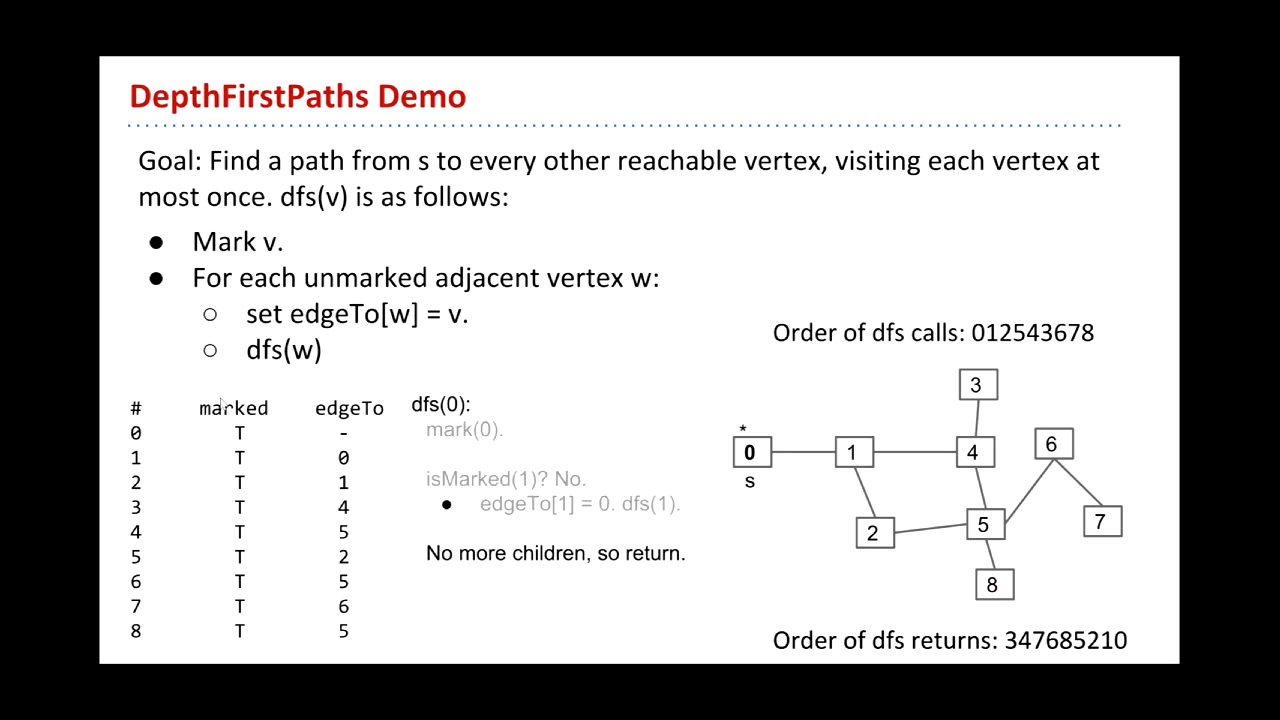 DepthFirstPaths Demo
Goal: Find a path from s to every other reachable vertex, visiting each vertex at
most once. dfs(v) is as follows:
● Mark v.
● For each unmarked adjacent vertex w:
○ set edgeTo[w] = v.
○ dfs(w)
# marked edgeTo
0 T -
1 T 0
2 T 1
3 T 4
4 T 5
5 T 2
6 T 5
7 T 6
8 T 5
dfs(0):
mark(0).
isMarked(1)? No.
● edgeTo[1] = 0. dfs(1).
No more children, so return.
Order of dfs calls: 012543678
3
*
0 1 4 6
s
2 5 7
8
Order of dfs returns: 347685210